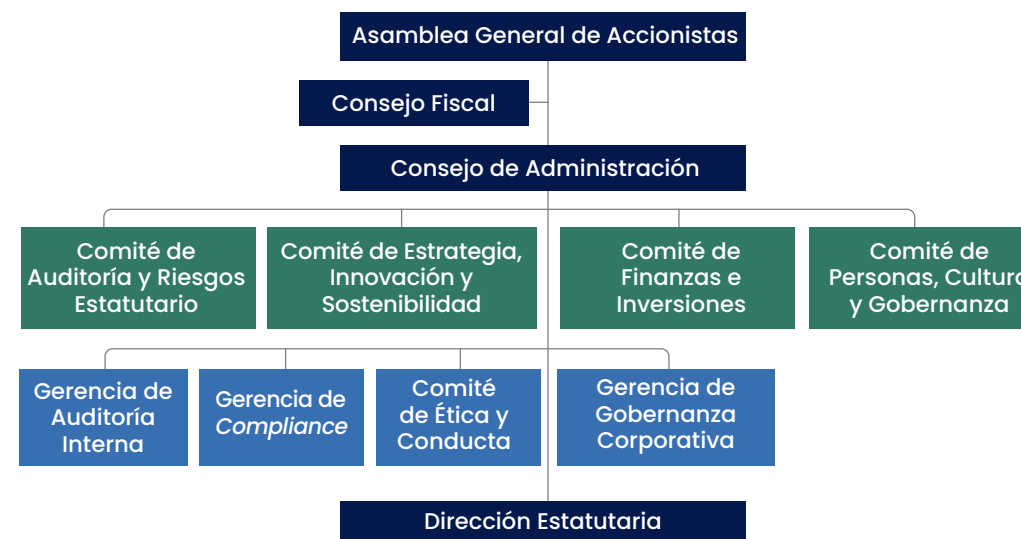 Asamblea General de Accionistas
Consejo Fiscal
Consejo de Administración
Comité de
Auditoría y Riesgos
Estatutario
Comité de Estrategia,
Innovación y
Sostenibilidad
Comité de
Finanzas e
Inversiones
Comité de
Personas, Cultura
y Gobernanza
Gerencia de
Auditoría
Interna
Gerencia de
Compliance
Comité
de Ética y
Conducta
Gerencia de
Gobernanza
Corporativa
Dirección Estatutaria